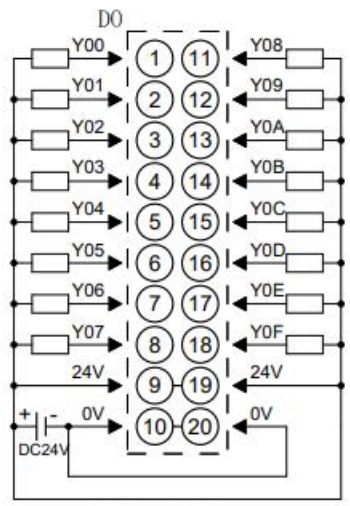 DO
Y00 1 11 Y08
Y01 2 12 Y09
Y02 3 13 Y0A
Y03 4 14 Y0B
Y04 5 15 Y0C
Y05 6 16 Y0D
Y06 7 17 Y0E
Y07 8 18 Y0F
24V 9 19 24V
+ - 0V 10 20 0V
DC24V